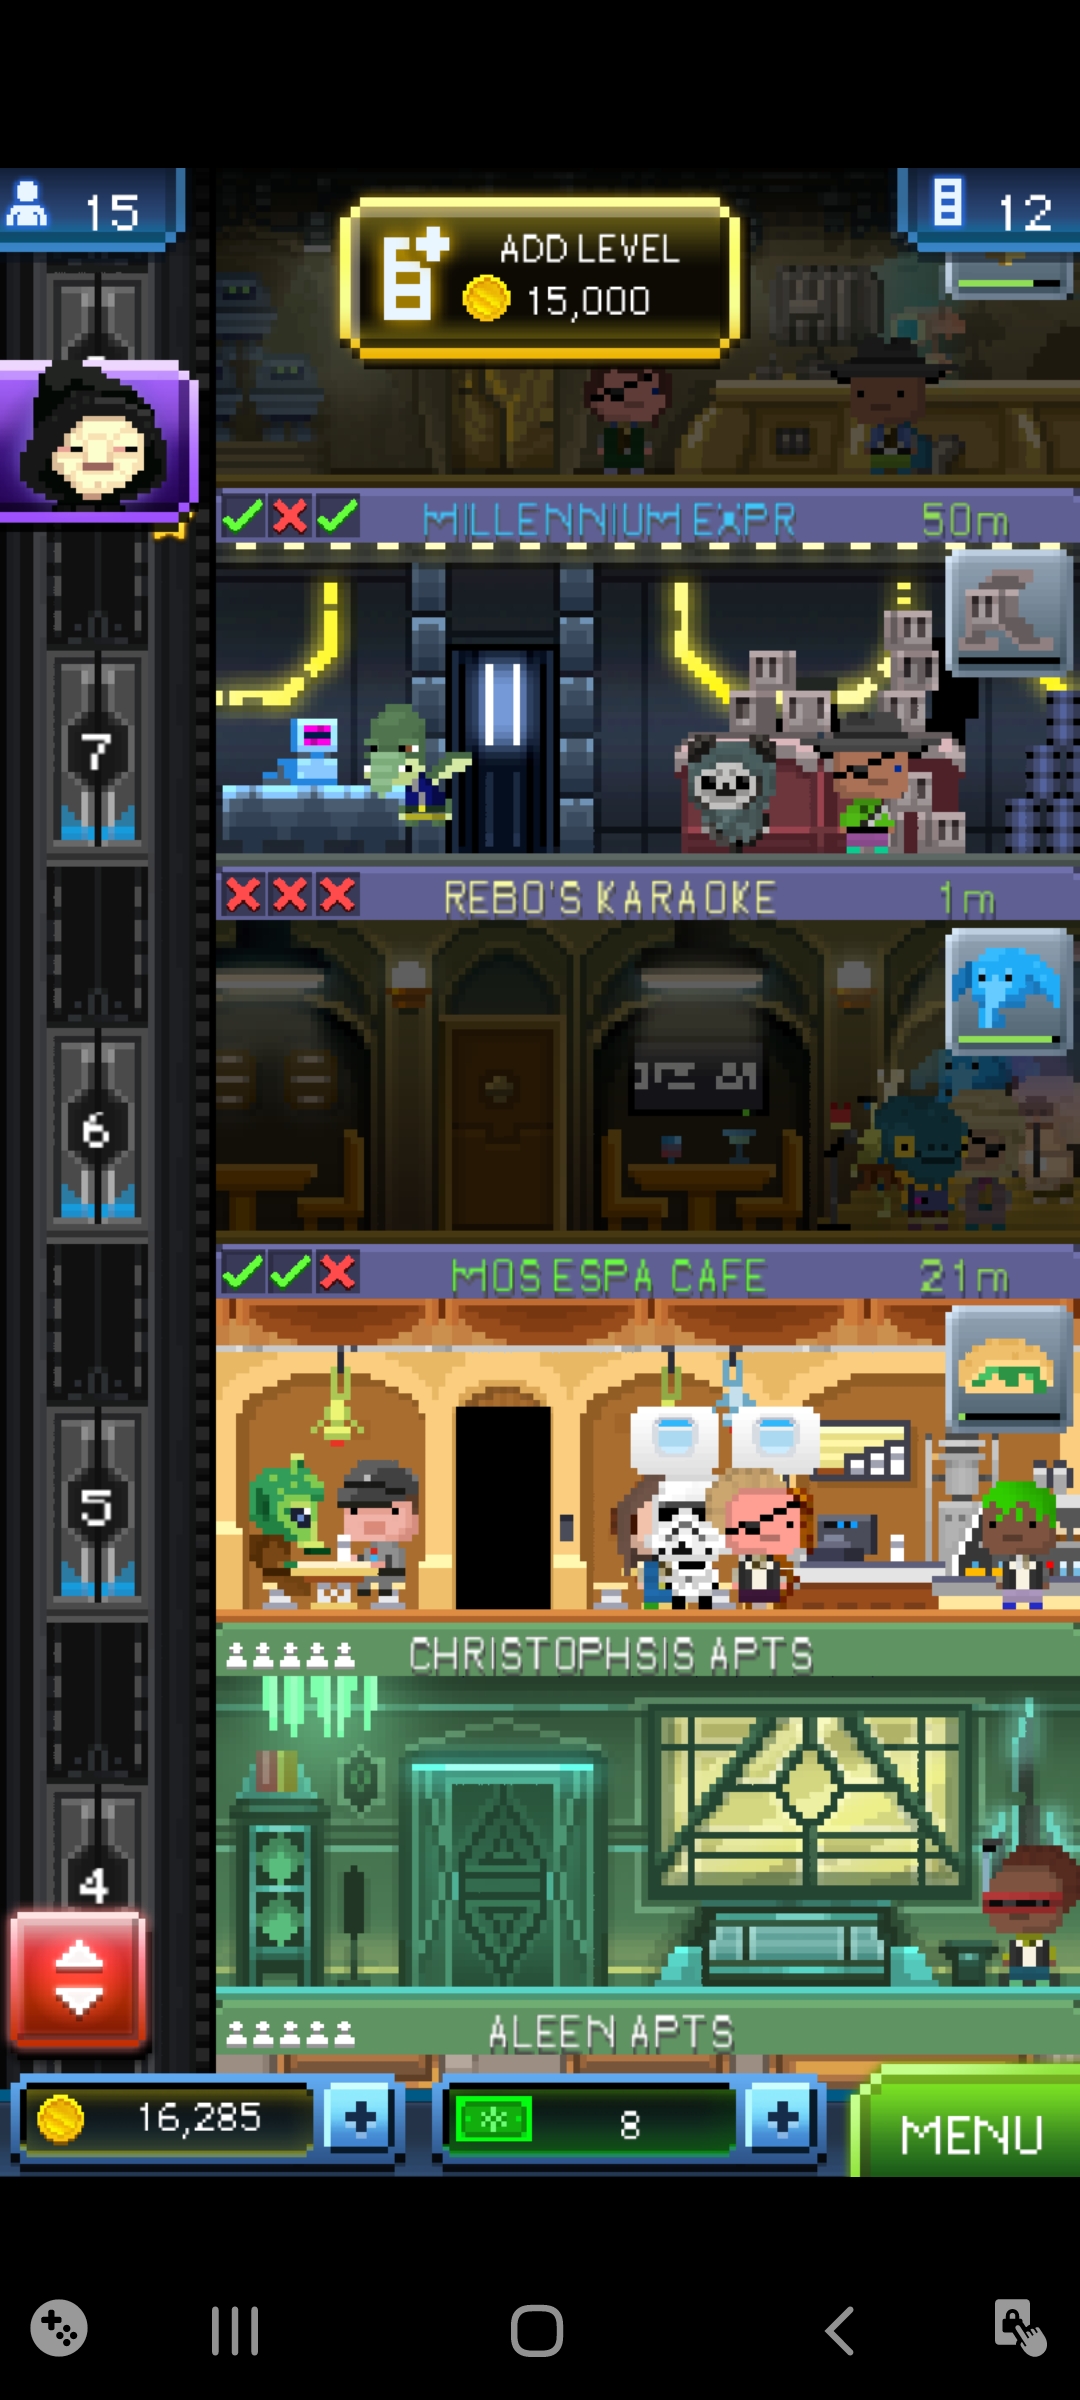 15
12
ADD LEVEL
15,000
MILLENNIUM EXPR
50m
7
REBO'S KARAOKE
1m
6
MOS ESPA CAFE
21m
5
CHRISTOPHSIS APTS
4
ALEEN APTS
16,285
8
MENU